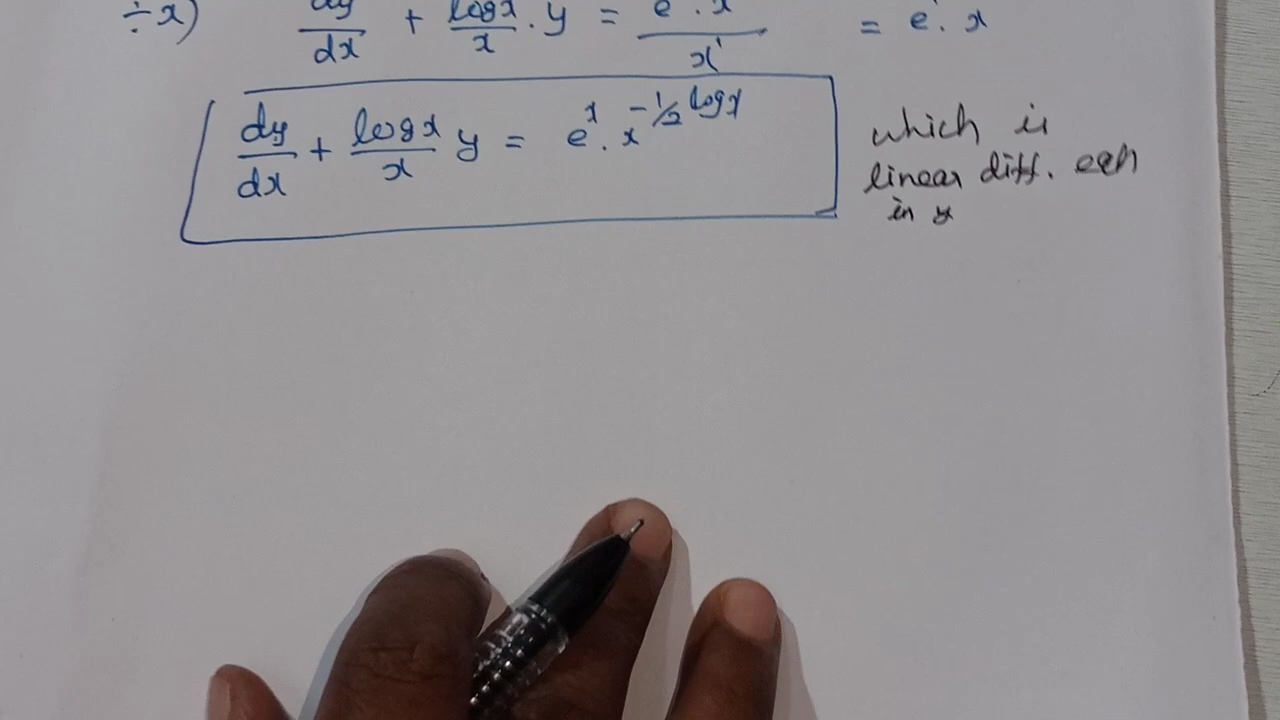 ÷x) dy/dx + logx/x . y = e . x / x' = e . x
dy/dx + logx/x y = e^x . x^(-1/2 logx)
which is
linear diff. eqn
in y